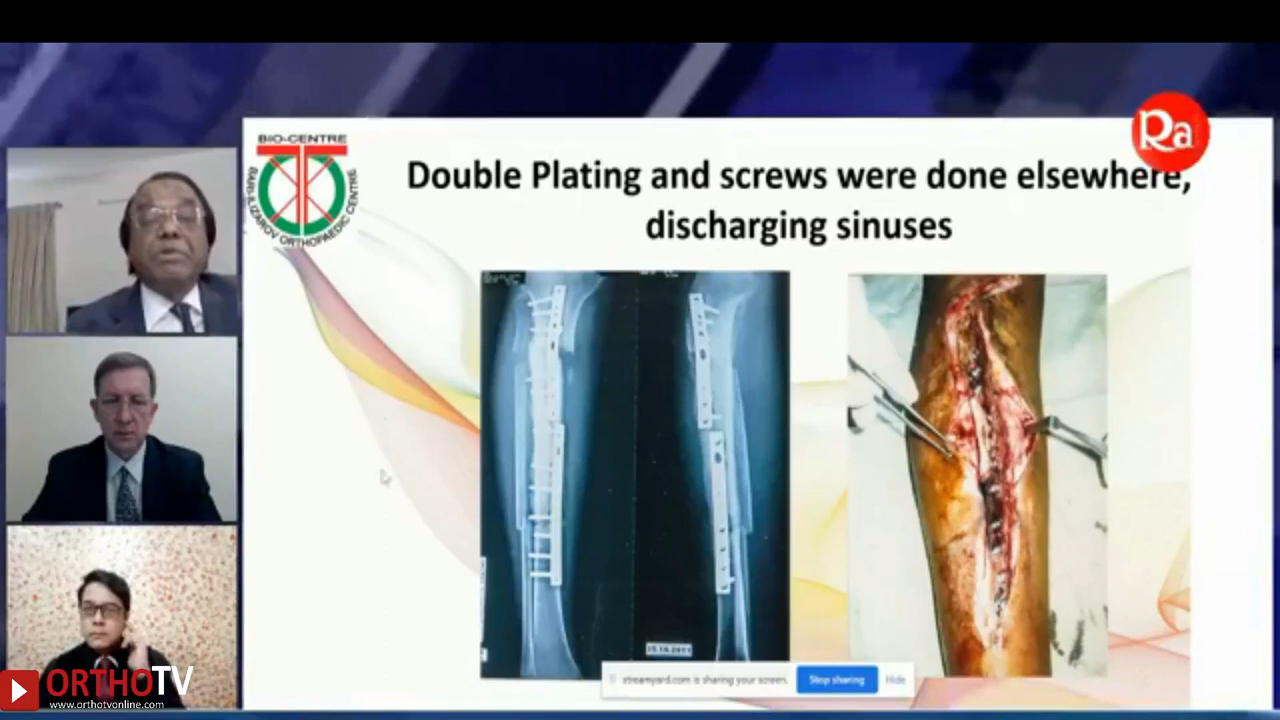 Ra
BIO-CENTRE
BARI-ILIZAROV ORTHOPAEDIC CENTRE
Double Plating and screws were done elsewhere,
discharging sinuses
streamyard.com is sharing your screen.
Stop sharing
Hide
ORTHOTV
www.orthotvonline.com